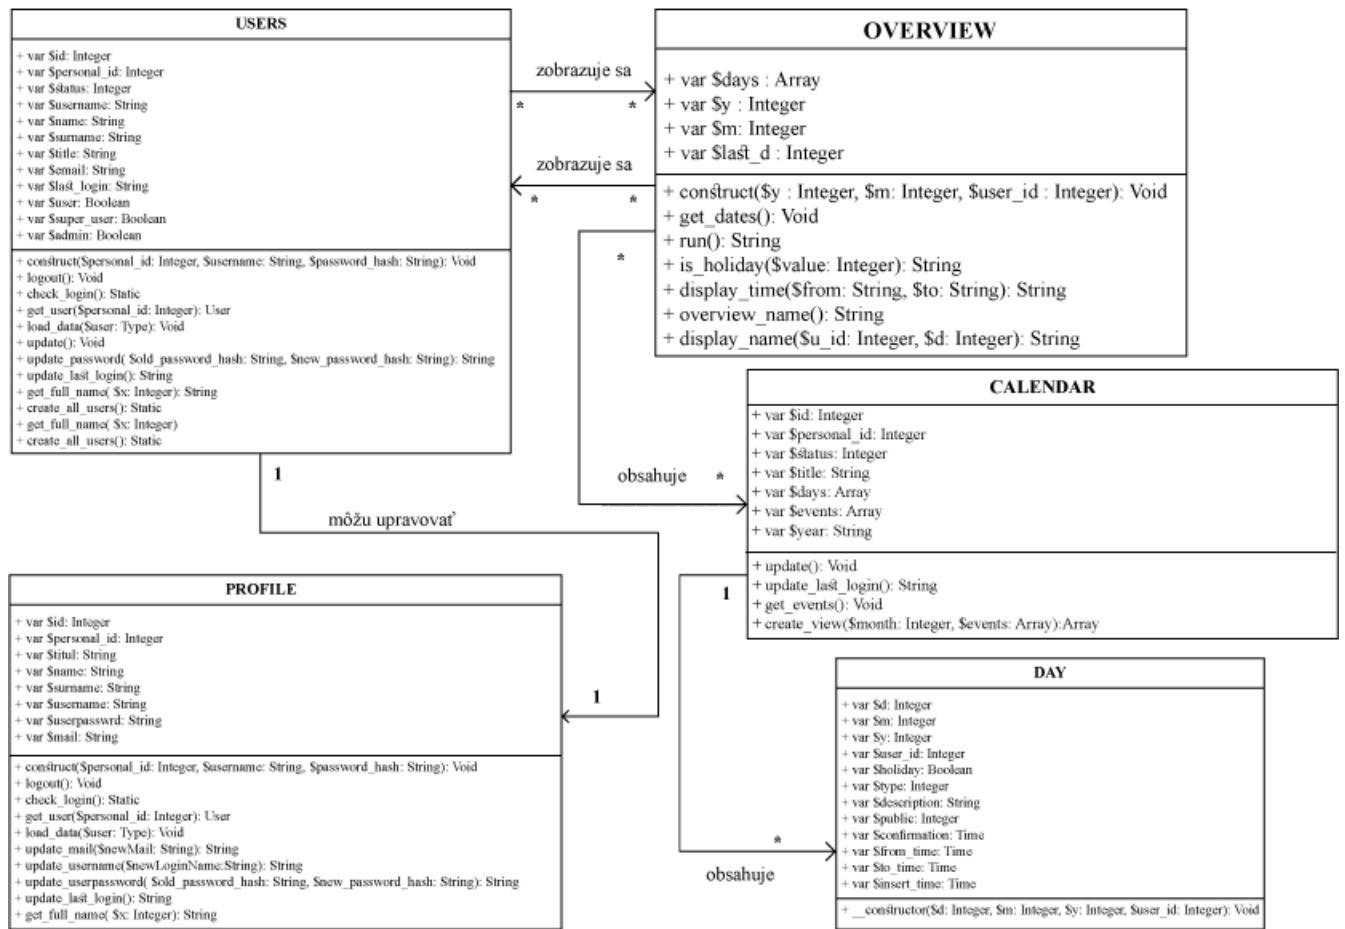 USERS
+ var $id: Integer
+ var $personal_id: Integer
+ var $status: Integer
+ var $username: String
+ var $name: String
+ var $surname: String
+ var $title: String
+ var $email: String
+ var $last_login: String
+ var $user: Boolean
+ var $super_user: Boolean
+ var $admin: Boolean
+ construct($personal_id: Integer, $username: String, $password_hash: String): Void
+ logout(): Void
+ check_login(): Static
+ get_user($personal_id: Integer): User
+ load_data($user: Type): Void
+ update(): Void
+ update_password( $old_password_hash: String, $new_password_hash: String): String
+ update_last_login(): String
+ get_full_name( $x: Integer): String
+ create_all_users(): Static
+ get_full_name( $x: Integer)
+ create_all_users(): Static
zobrazuje sa
* *
zobrazuje sa
* *
OVERVIEW
+ var $days : Array
+ var $y : Integer
+ var $m: Integer
+ var $last_d : Integer
+ construct($y : Integer, $m: Integer, $user_id : Integer): Void
+ get_dates(): Void
+ run(): String
+ is_holiday($value: Integer): String
+ display_time($from: String, $to: String): String
+ overview_name(): String
+ display_name($u_id: Integer, $d: Integer): String
*
obsahuje *
CALENDAR
+ var $id: Integer
+ var $personal_id: Integer
+ var $status: Integer
+ var $title: String
+ var $days: Array
+ var $events: Array
+ var $year: String
+ update(): Void
+ update_last_login(): String
+ get_events(): Void
+ create_view($month: Integer, $events: Array):Array
1
môžu upravovať
1
PROFILE
+ var $id: Integer
+ var $personal_id: Integer
+ var $titul: String
+ var $name: String
+ var $surname: String
+ var $username: String
+ var $userpasswrd: String
+ var $mail: String
+ construct($personal_id: Integer, $username: String, $password_hash: String): Void
+ logout(): Void
+ check_login(): Static
+ get_user($personal_id: Integer): User
+ load_data($user: Type): Void
+ update_mail($newMail: String): String
+ update_username($newLoginName:String): String
+ update_userpassword( $old_password_hash: String, $new_password_hash: String): String
+ update_last_login(): String
+ get_full_name( $x: Integer): String
1
*
obsahuje
DAY
+ var $d: Integer
+ var $m: Integer
+ var $y: Integer
+ var $user_id: Integer
+ var $holiday: Boolean
+ var $type: Integer
+ var $description: String
+ var $public: Integer
+ var $confirmation: Time
+ var $from_time: Time
+ var $to_time: Time
+ var $insert_time: Time
+ __constructor($d: Integer, $m: Integer, $y: Integer, $user_id: Integer): Void